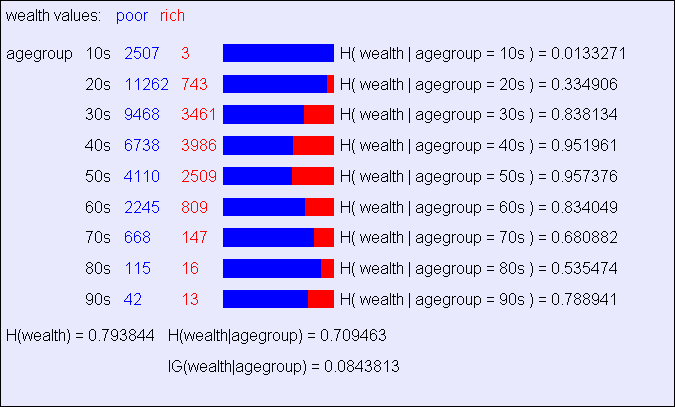 wealth values: poor rich
agegroup 10s 2507 3 H( wealth | agegroup = 10s ) = 0.0133271
20s 11262 743 H( wealth | agegroup = 20s ) = 0.334906
30s 9468 3461 H( wealth | agegroup = 30s ) = 0.838134
40s 6738 3986 H( wealth | agegroup = 40s ) = 0.951961
50s 4110 2509 H( wealth | agegroup = 50s ) = 0.957376
60s 2245 809 H( wealth | agegroup = 60s ) = 0.834049
70s 668 147 H( wealth | agegroup = 70s ) = 0.680882
80s 115 16 H( wealth | agegroup = 80s ) = 0.535474
90s 42 13 H( wealth | agegroup = 90s ) = 0.788941
H(wealth) = 0.793844 H(wealth|agegroup) = 0.709463
IG(wealth|agegroup) = 0.0843813